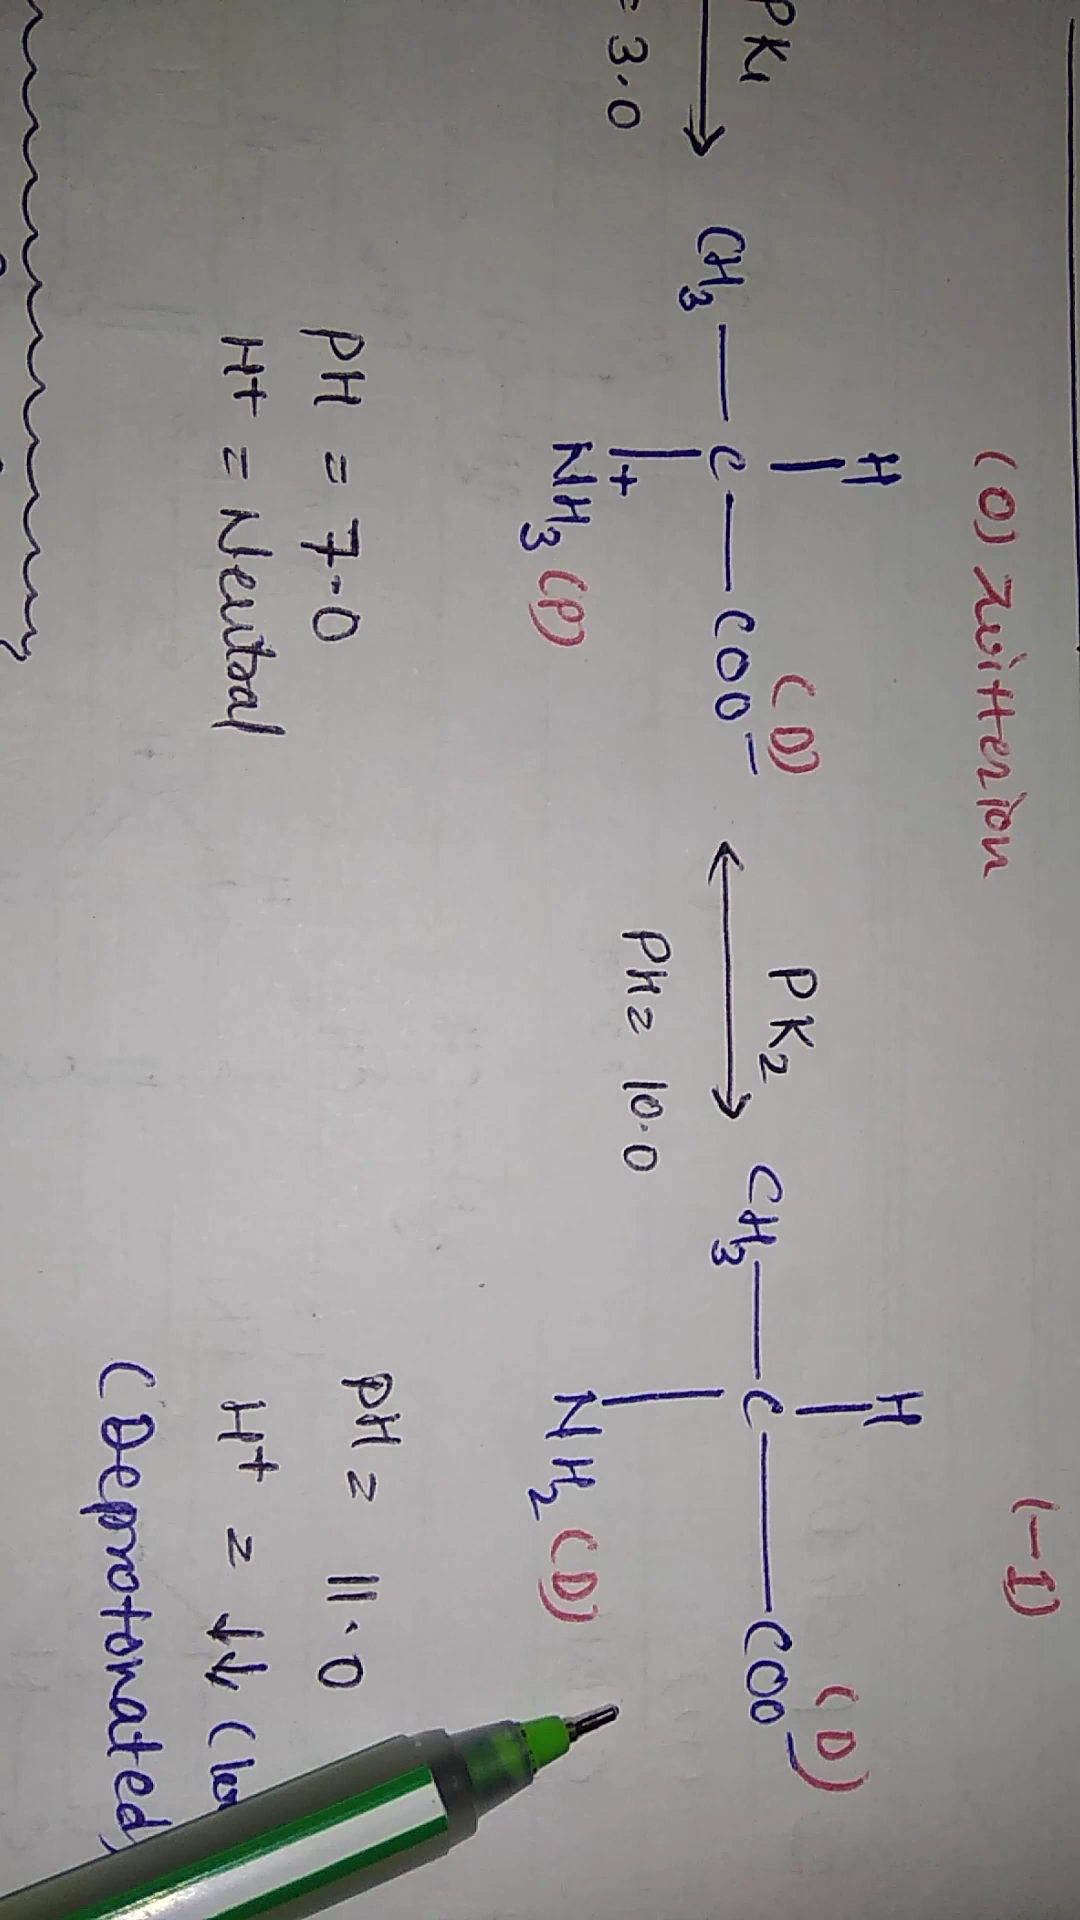 (0) Zwitterion
(-1)
PK1
= 3.0
H
CH3 — C — COO− (D)
+
NH3 (P)
PK2
PH = 10.0
H
CH3 — C — COO− (D)
NH2 (D)
PH = 7.0
H+ = Neutral
PH = 11.0
H+ = ↓↓ (
(Deprotonated)